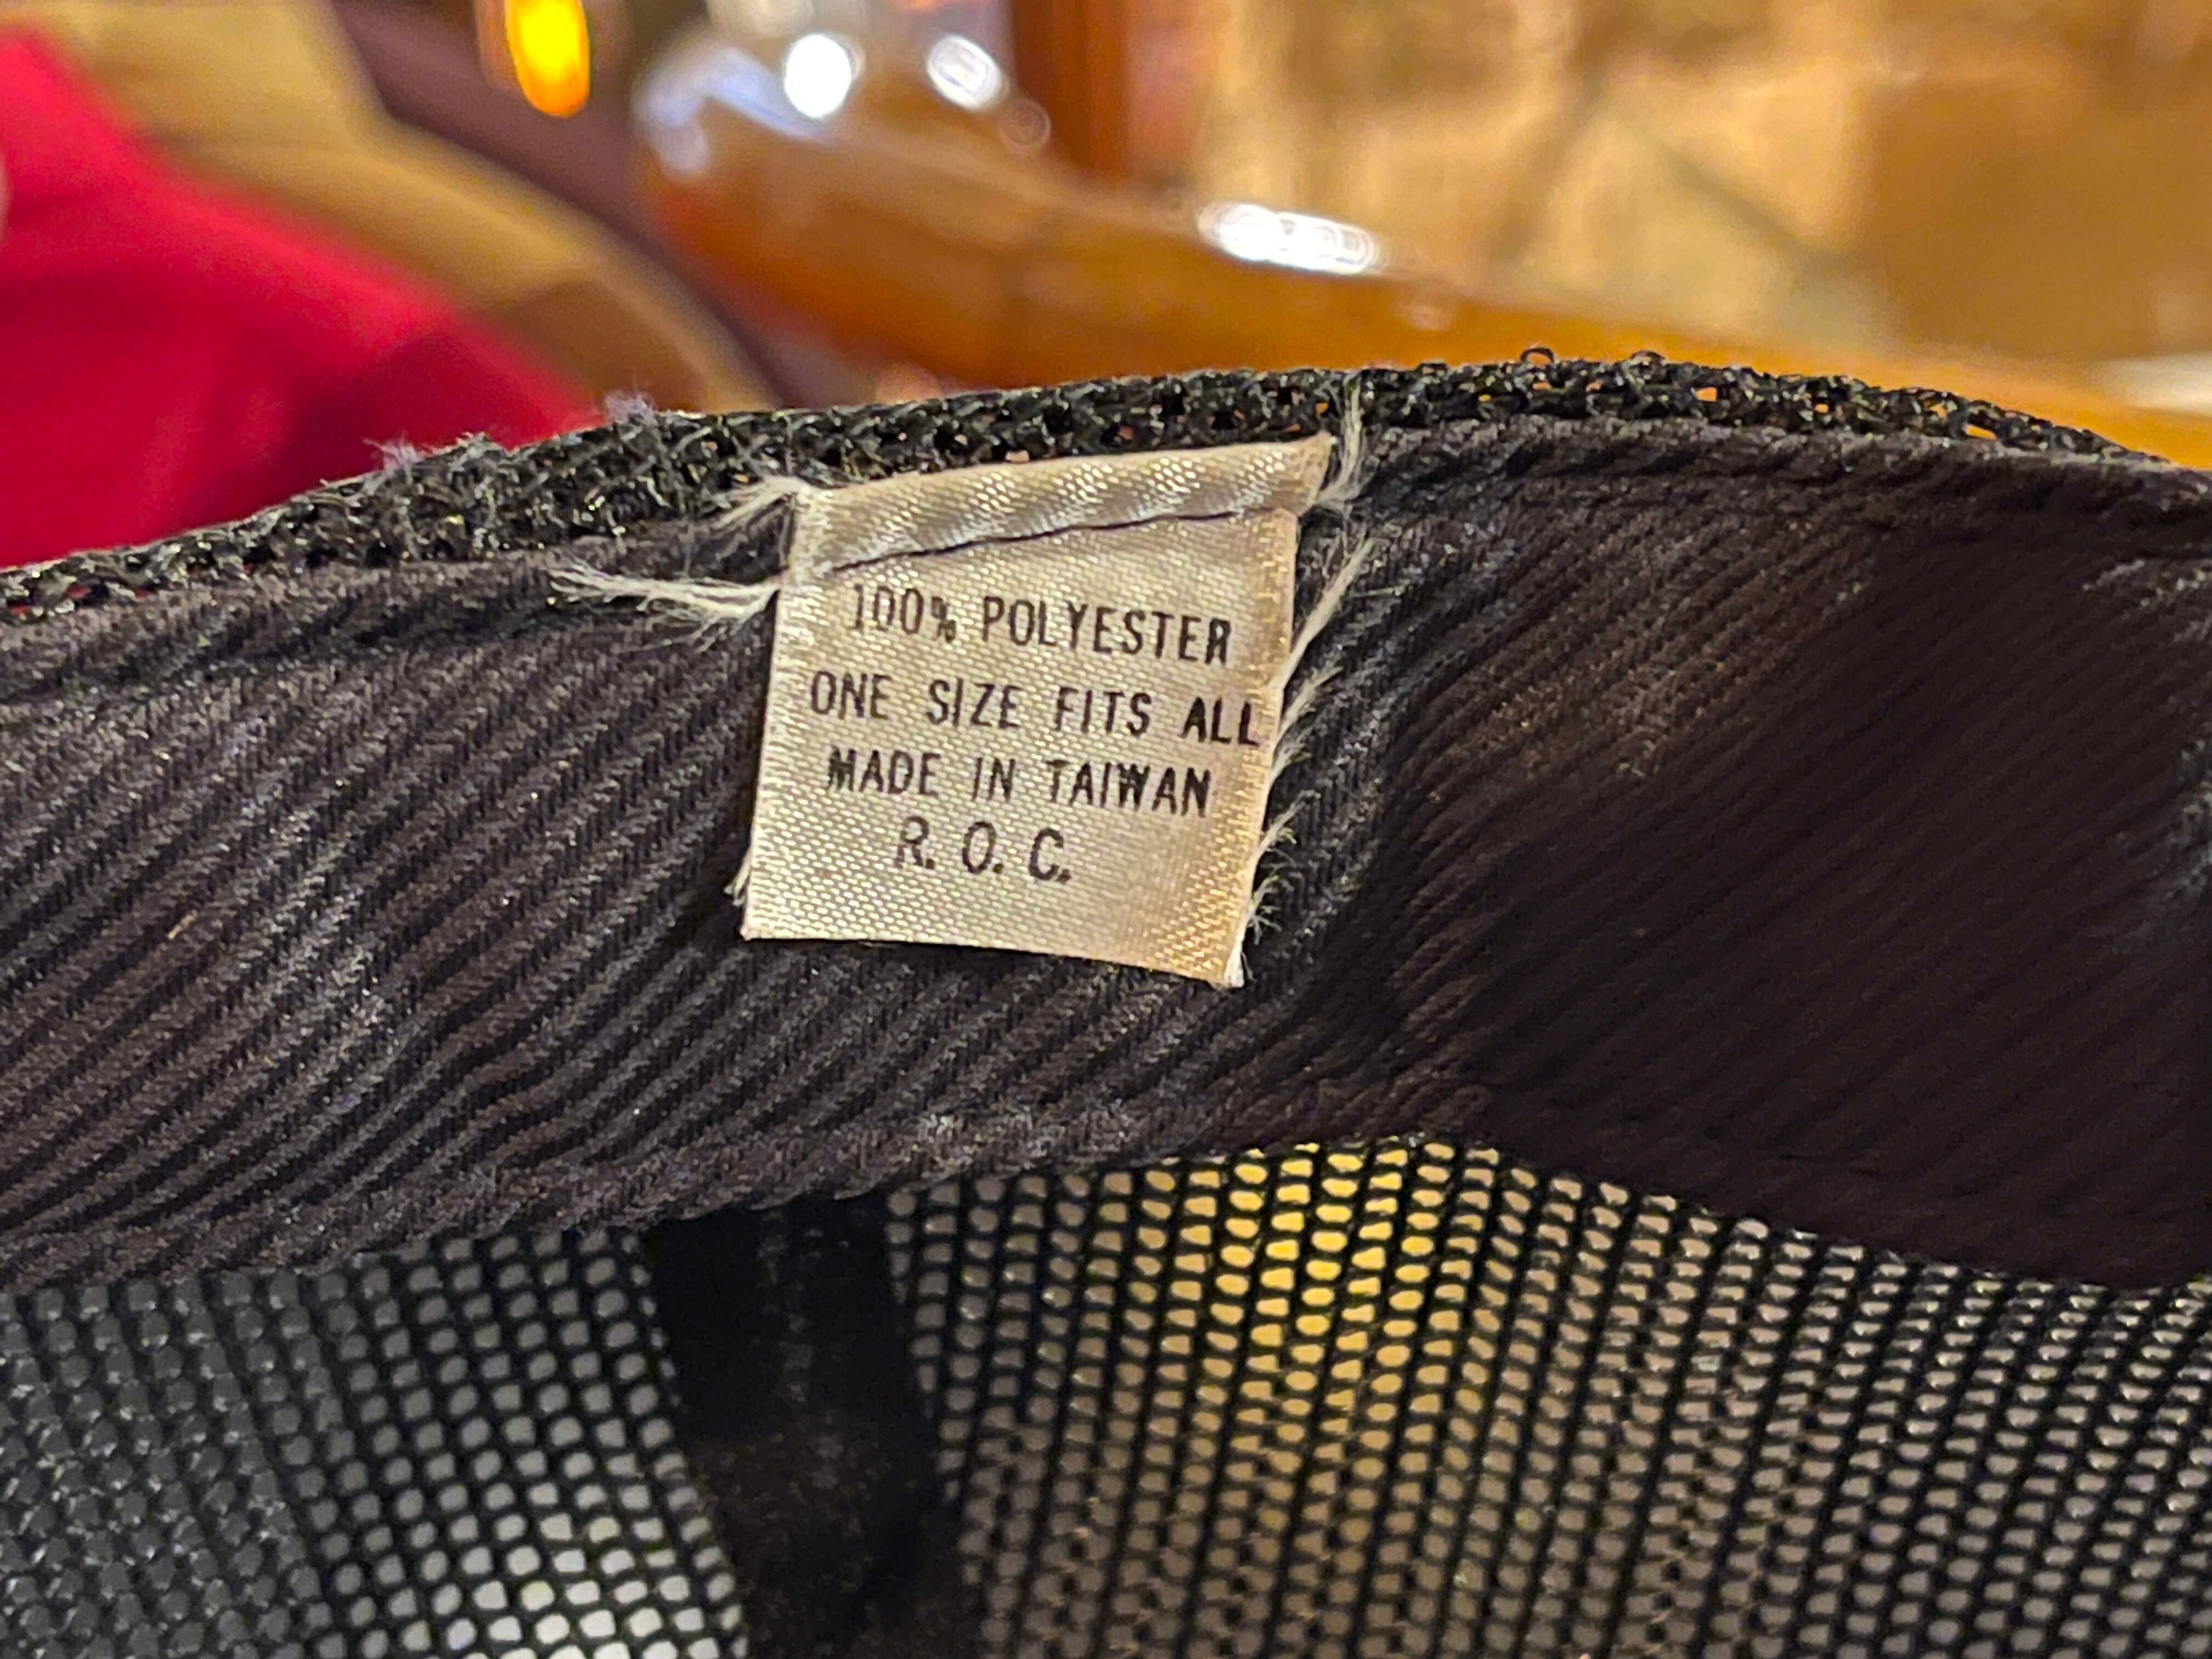 100% POLYESTER
ONE SIZE FITS ALL
MADE IN TAIWAN
R. O. C.